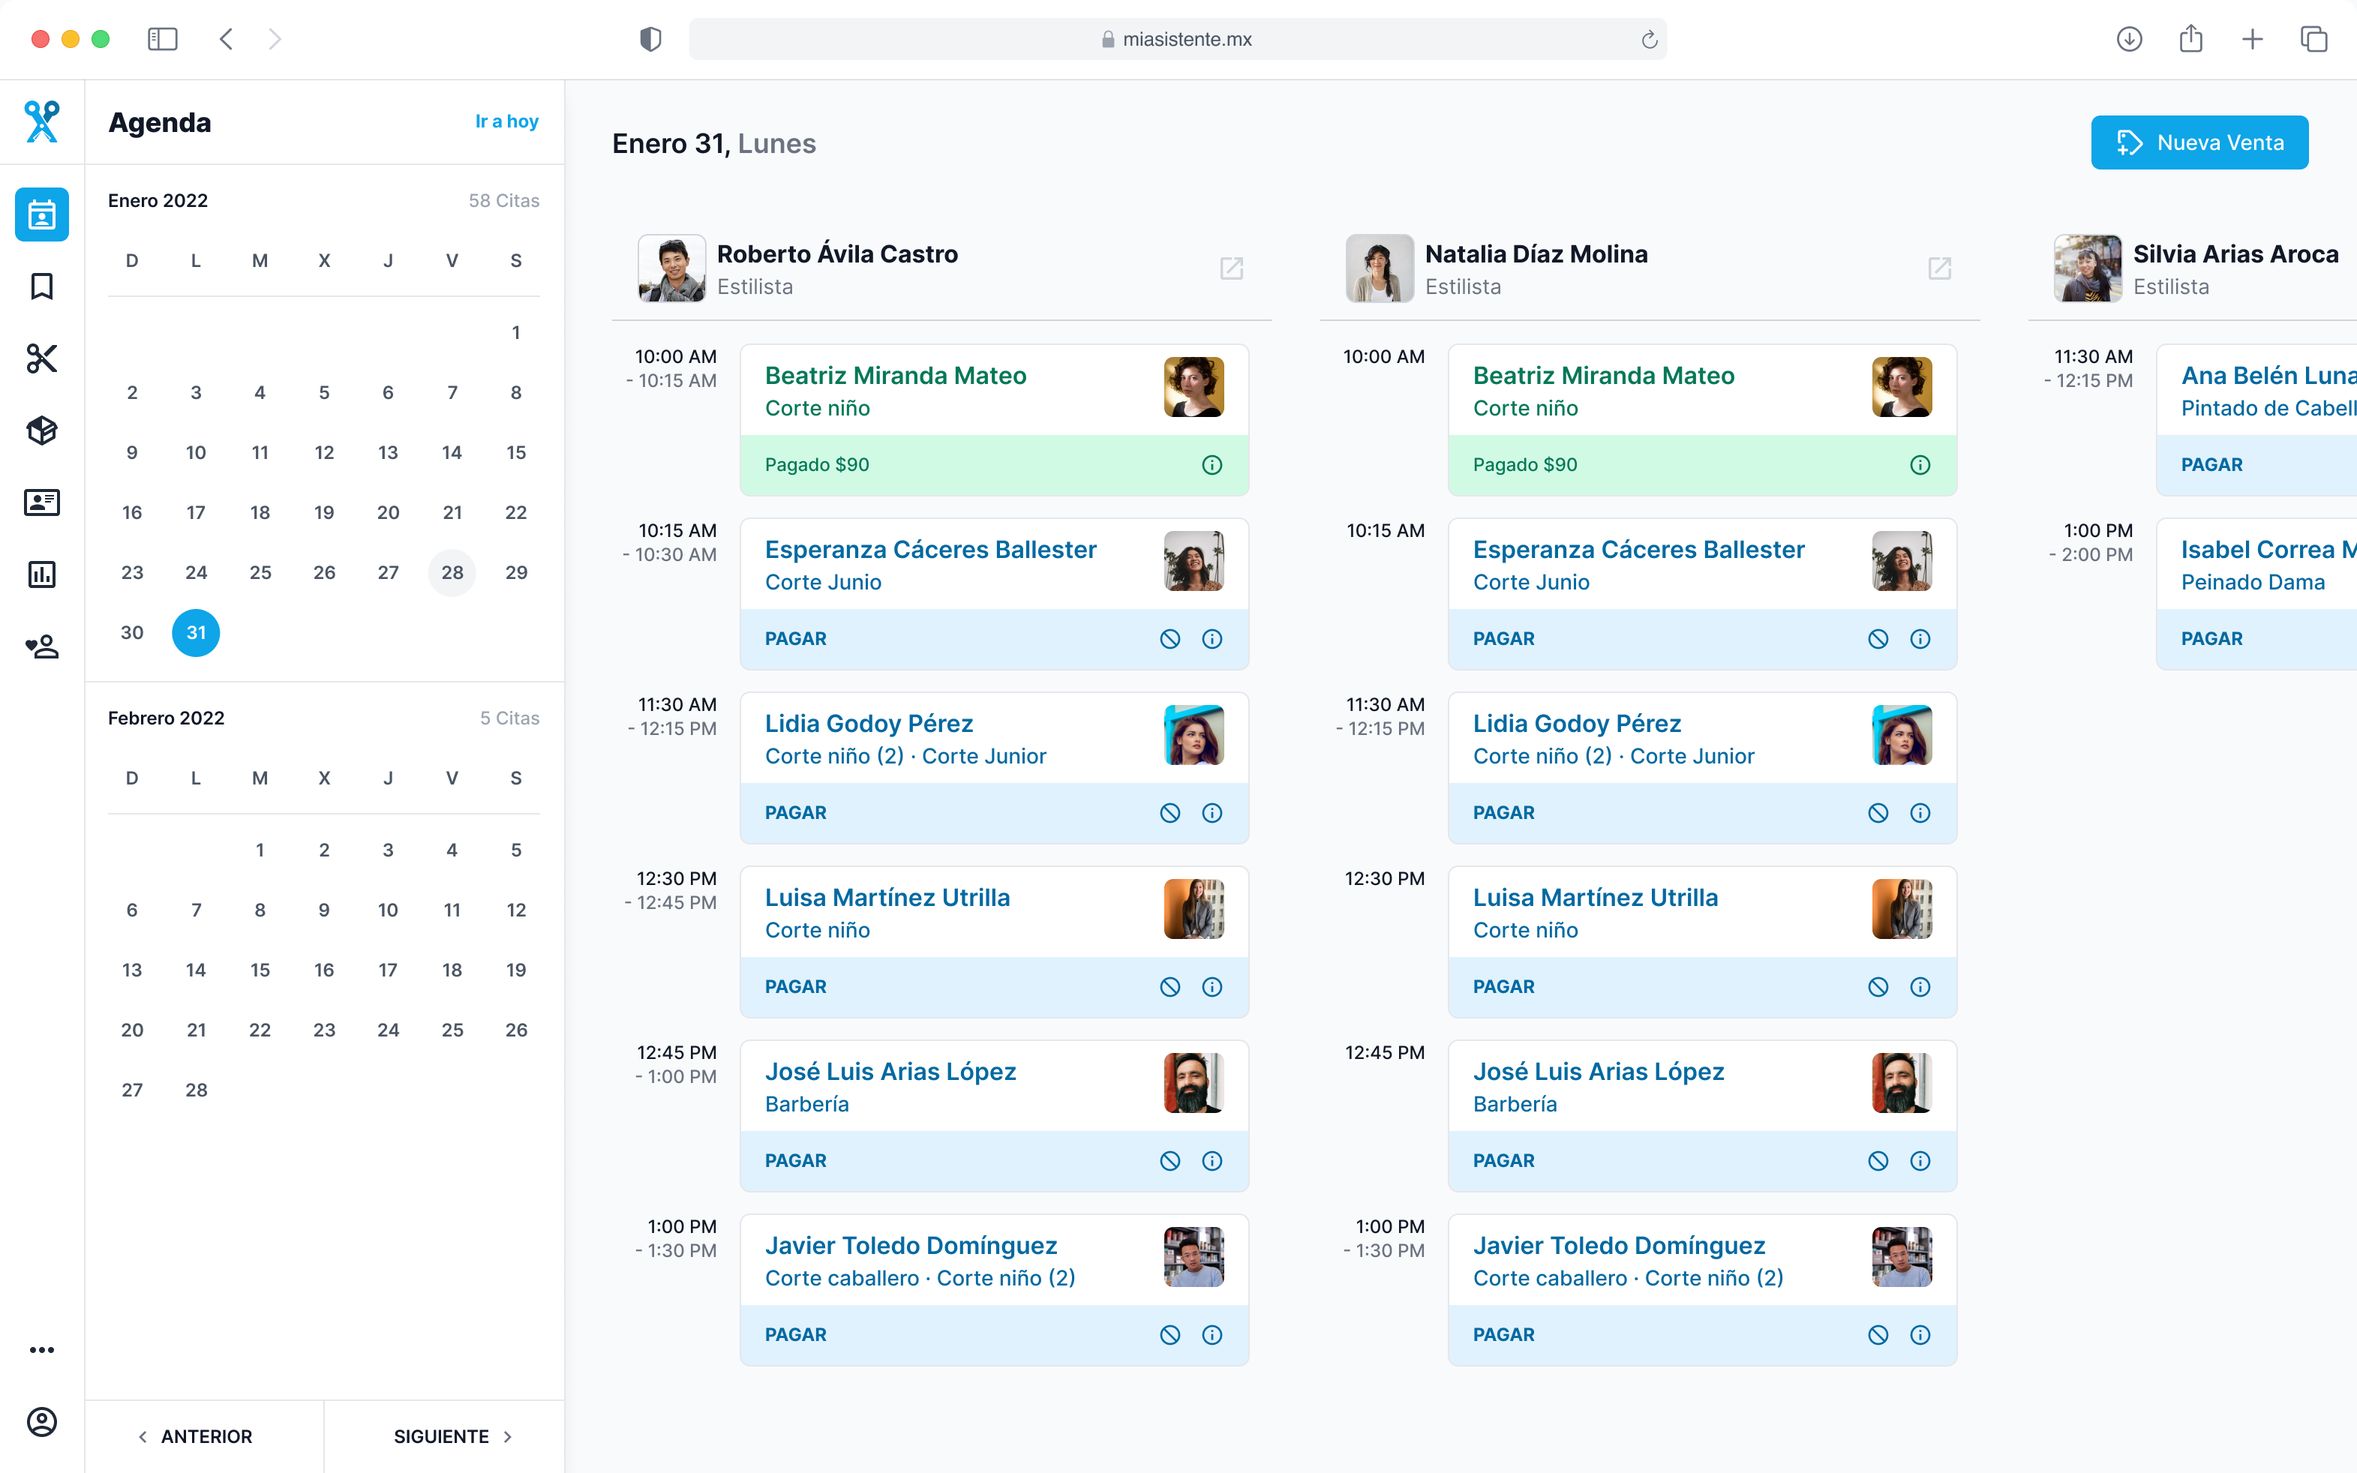 miasistente.mx
Agenda
Ir a hoy
Enero 2022
58 Citas
D L M X J V S
1
2 3 4 5 6 7 8
9 10 11 12 13 14 15
16 17 18 19 20 21 22
23 24 25 26 27 28 29
30 31
Febrero 2022
5 Citas
D L M X J V S
1 2 3 4 5
6 7 8 9 10 11 12
13 14 15 16 17 18 19
20 21 22 23 24 25 26
27 28
ANTERIOR
SIGUIENTE
Enero 31, Lunes
Nueva Venta
Roberto Ávila Castro
Estilista
10:00 AM
- 10:15 AM
Beatriz Miranda Mateo
Corte niño
Pagado $90
10:15 AM
- 10:30 AM
Esperanza Cáceres Ballester
Corte Junio
PAGAR
11:30 AM
- 12:15 PM
Lidia Godoy Pérez
Corte niño (2) · Corte Junior
PAGAR
12:30 PM
- 12:45 PM
Luisa Martínez Utrilla
Corte niño
PAGAR
12:45 PM
- 1:00 PM
José Luis Arias López
Barbería
PAGAR
1:00 PM
- 1:30 PM
Javier Toledo Domínguez
Corte caballero · Corte niño (2)
PAGAR
Natalia Díaz Molina
Estilista
10:00 AM
Beatriz Miranda Mateo
Corte niño
Pagado $90
10:15 AM
Esperanza Cáceres Ballester
Corte Junio
PAGAR
11:30 AM
- 12:15 PM
Lidia Godoy Pérez
Corte niño (2) · Corte Junior
PAGAR
12:30 PM
Luisa Martínez Utrilla
Corte niño
PAGAR
12:45 PM
José Luis Arias López
Barbería
PAGAR
1:00 PM
- 1:30 PM
Javier Toledo Domínguez
Corte caballero · Corte niño (2)
PAGAR
Silvia Arias Aroca
Estilista
11:30 AM
- 12:15 PM
Ana Belén Luna
Pintado de Cabell
PAGAR
1:00 PM
- 2:00 PM
Isabel Correa M
Peinado Dama
PAGAR